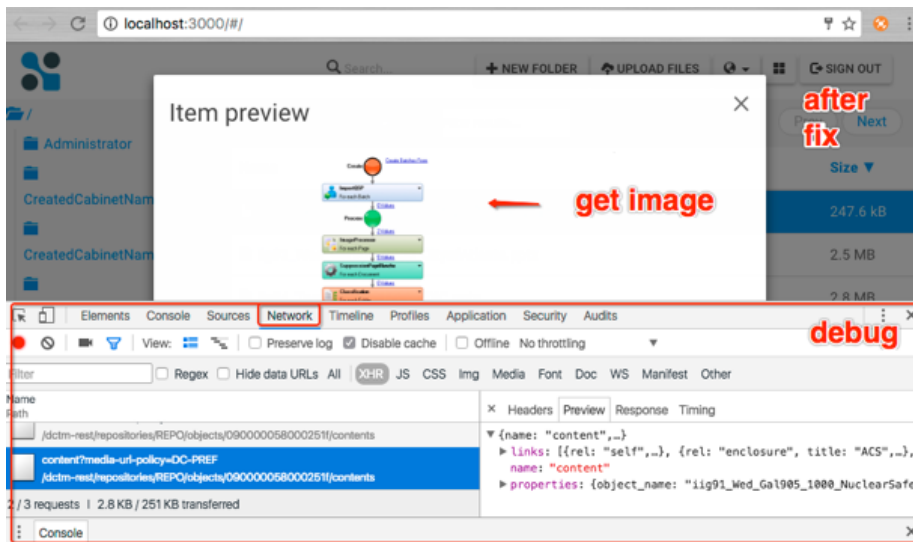 localhost:3000/#/
Search...
NEW FOLDER
UPLOAD FILES
SIGN OUT
/
Item preview
after
fix
Prev
Next
Administrator
Size ▼
CreatedCabinetNam
247.6 kB
CreatedCabinetNam
2.5 MB
2.8 MB
Create
Process
get image
Elements Console Sources Network Timeline Profiles Application Security Audits
debug
View: Preserve log Disable cache Offline No throttling ▼
Filter Regex Hide data URLs All XHR JS CSS Img Media Font Doc WS Manifest Other
Name
Path
× Headers Preview Response Timing
/dctm-rest/repositories/REPO/objects/090000058000251f/contents
content?media-url-policy=DC-PREF
/dctm-rest/repositories/REPO/objects/090000058000251f/contents
▼{name: "content",…}
▶links: [{rel: "self",…}, {rel: "enclosure", title: "ACS",…},
name: "content"
▶properties: {object_name: "iig91_Wed_Gal905_1000_NuclearSafe
2 / 3 requests | 2.8 KB / 251 KB transferred
Console